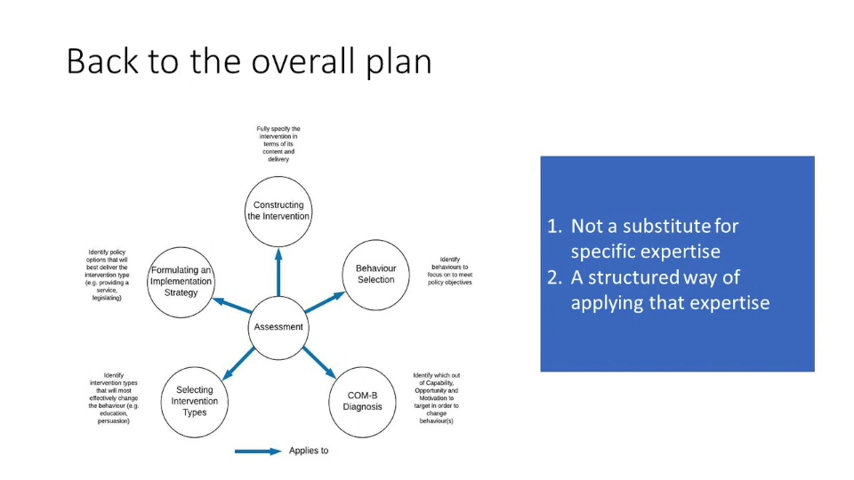 Back to the overall plan
Fully specify the
intervention in
terms of its
content and
delivery
Constructing
the Intervention
Identify policy
options that will
best deliver the
intervention type
(e.g. providing a
service,
legislating)
Formulating an
Implementation
Strategy
Behaviour
Selection
Identify
behaviours to
focus on to meet
policy objectives
Assessment
Identify
intervention types
that will most
effectively change
the behaviour (e.g.
education,
persuasion)
Selecting
Intervention
Types
COM-B
Diagnosis
Identify which out
of Capability,
Opportunity and
Motivation to
target in order to
change
behaviour(s)
Applies to
1. Not a substitute for
specific expertise
2. A structured way of
applying that expertise